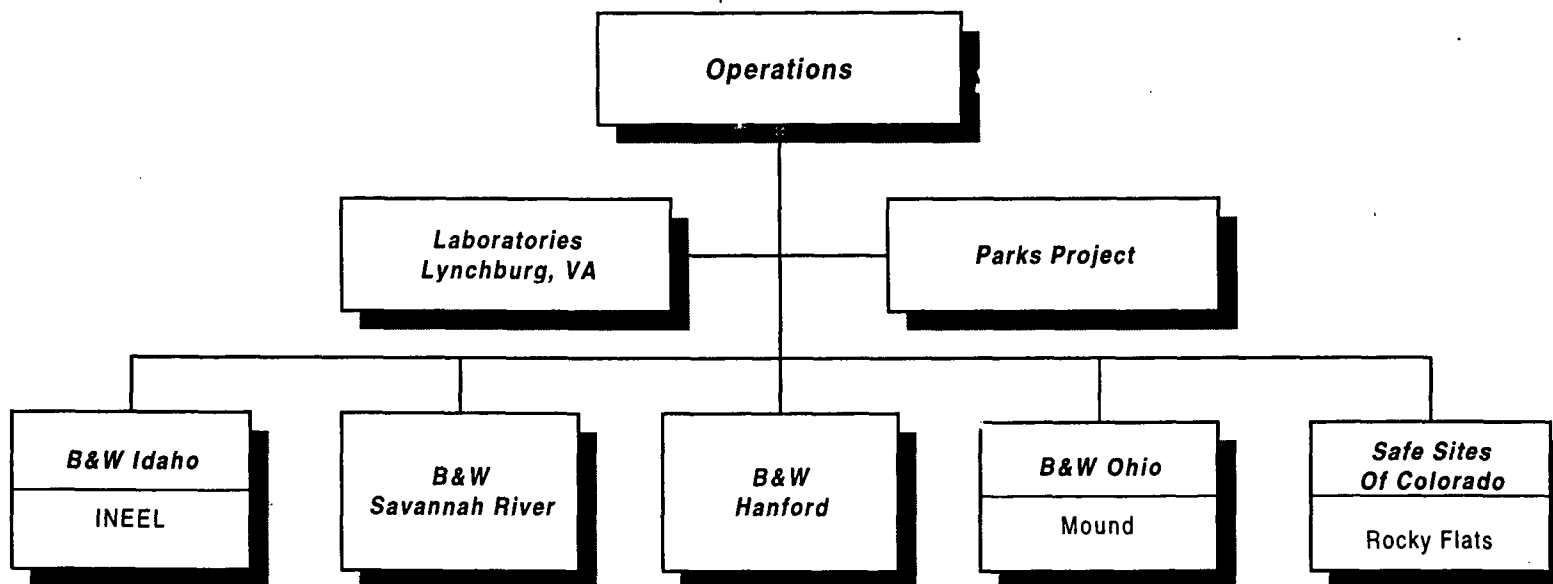 Operations
Laboratories
Lynchburg, VA
Parks Project
B&W Idaho
INEEL
B&W
Savannah River
B&W
Hanford
B&W Ohio
Mound
Safe Sites
Of Colorado
Rocky Flats